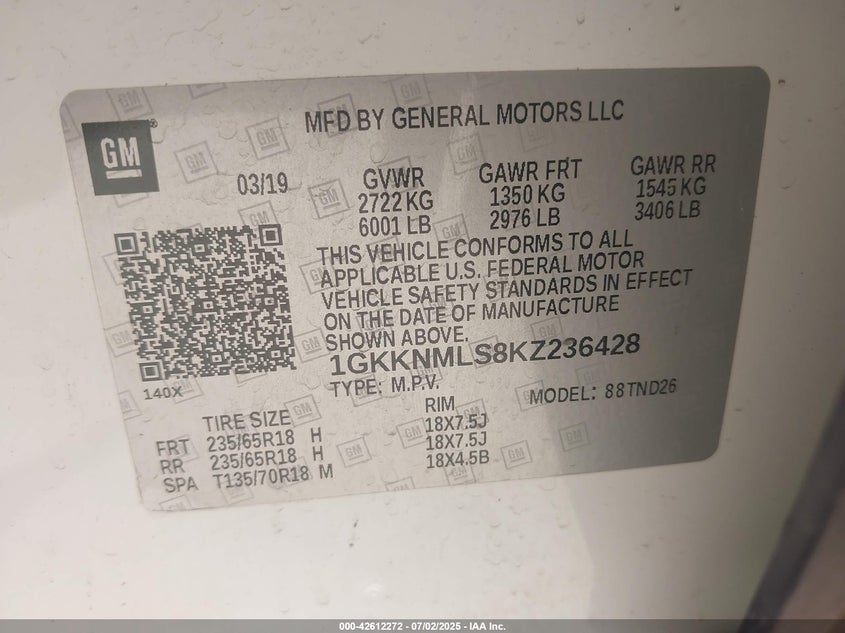 GM
MFD BY GENERAL MOTORS LLC
03/19
GVWR
2722 KG
6001 LB
GAWR FRT
1350 KG
2976 LB
GAWR RR
1545 KG
3406 LB
THIS VEHICLE CONFORMS TO ALL
APPLICABLE U.S. FEDERAL MOTOR
VEHICLE SAFETY STANDARDS IN EFFECT
ON THE DATE OF MANUFACTURE
SHOWN ABOVE.
1GKKNMLS8KZ236428
140X
TYPE: M.P.V.
MODEL: 88TND26
TIRE SIZE
RIM
FRT 235/65R18 H 18X7.5J
RR 235/65R18 H 18X7.5J
SPA T135/70R18 M 18X4.5B
000-42612272 - 07/02/2025 - IAA Inc.